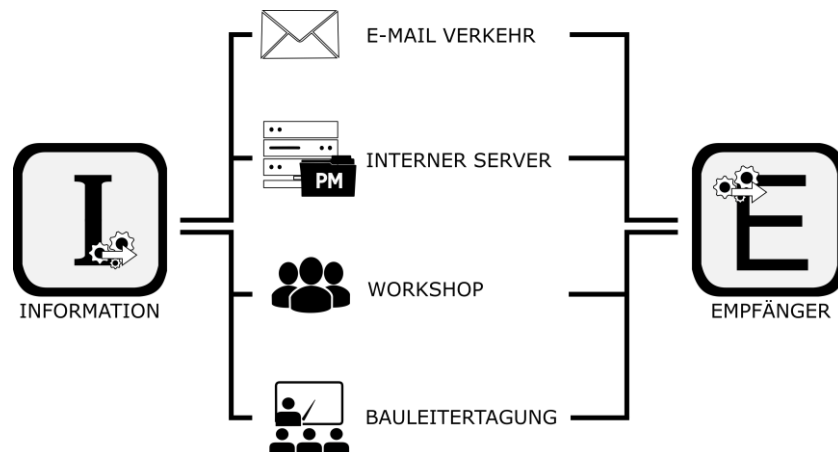 E-MAIL VERKEHR
INTERNER SERVER
PM
I
INFORMATION
E
EMPFÄNGER
WORKSHOP
BAULEITERTAGUNG